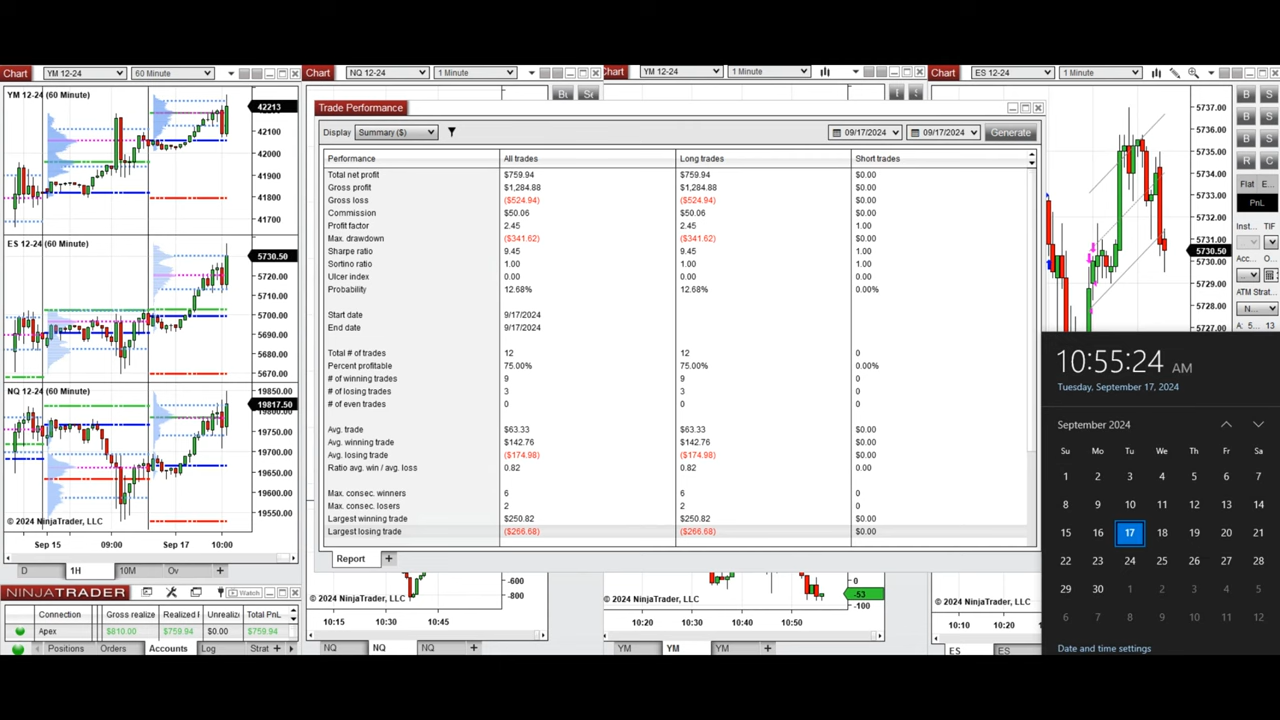 Chart YM 12-24 60 Minute
Chart NQ 12-24 1 Minute
Chart YM 12-24 1 Minute
Chart ES 12-24 1 Minute
YM 12-24 (60 Minute)
42213
42100
42000
41900
41800
41700
ES 12-24 (60 Minute)
5730.50
5720.00
5710.00
5700.00
5690.00
5680.00
5670.00
NQ 12-24 (60 Minute)
19850.00
19817.50
19750.00
19700.00
19650.00
19600.00
19550.00
© 2024 NinjaTrader, LLC
Sep 15 09:00 Sep 17 10:00
D 1H 10M Ov +
NINJATRADER Watch
Connection Gross realize Realized P Unrealiz Total PnL
Apex $810.00 $759.94 $0.00 $759.94
Positions Orders Accounts Log Strat +
Trade Performance
Display Summary ($) 09/17/2024 09/17/2024 Generate
Performance All trades Long trades Short trades
Total net profit $759.94 $759.94 $0.00
Gross profit $1,284.88 $1,284.88 $0.00
Gross loss ($524.94) ($524.94) $0.00
Commission $50.06 $50.06 $0.00
Profit factor 2.45 2.45 1.00
Max. drawdown ($341.62) ($341.62) $0.00
Sharpe ratio 9.45 9.45 1.00
Sortino ratio 1.00 1.00 1.00
Ulcer index 0.00 0.00 0.00
Probability 12.68% 12.68% 0.00%
Start date 9/17/2024
End date 9/17/2024
Total # of trades 12 12 0
Percent profitable 75.00% 75.00% 0.00%
# of winning trades 9 9 0
# of losing trades 3 3 0
# of even trades 0 0 0
Avg. trade $63.33 $63.33 $0.00
Avg. winning trade $142.76 $142.76 $0.00
Avg. losing trade ($174.98) ($174.98) $0.00
Ratio avg. win / avg. loss 0.82 0.82 0.00
Max. consec. winners 6 6 0
Max. consec. losers 2 2 0
Largest winning trade $250.82 $250.82 $0.00
Largest losing trade ($266.68) ($266.68) $0.00
Report +
-600
-800
© 2024 NinjaTrader, LLC
10:15 10:30 10:45
NQ NQ NQ +
0
-53
-100
© 2024 NinjaTrader, LLC
10:20 10:30 10:40 10:50
YM YM YM +
5737.00
5736.00
5735.00
5734.00
5733.00
5732.00
5731.00
5730.50
5730.00
5729.00
5728.00
5727.00
© 2024 NinjaTrader, LLC
10:10 10:20
ES ES
B S
B S
B S
R C
Flat E...
PnL
Inst... TIF
Acc... O...
ATM Strat...
N...
A: 5... 13
10:55:24 AM
Tuesday, September 17, 2024
September 2024
Su Mo Tu We Th Fr Sa
1 2 3 4 5 6 7
8 9 10 11 12 13 14
15 16 17 18 19 20 21
22 23 24 25 26 27 28
29 30 1 2 3 4 5
6 7 8 9 10 11 12
Date and time settings